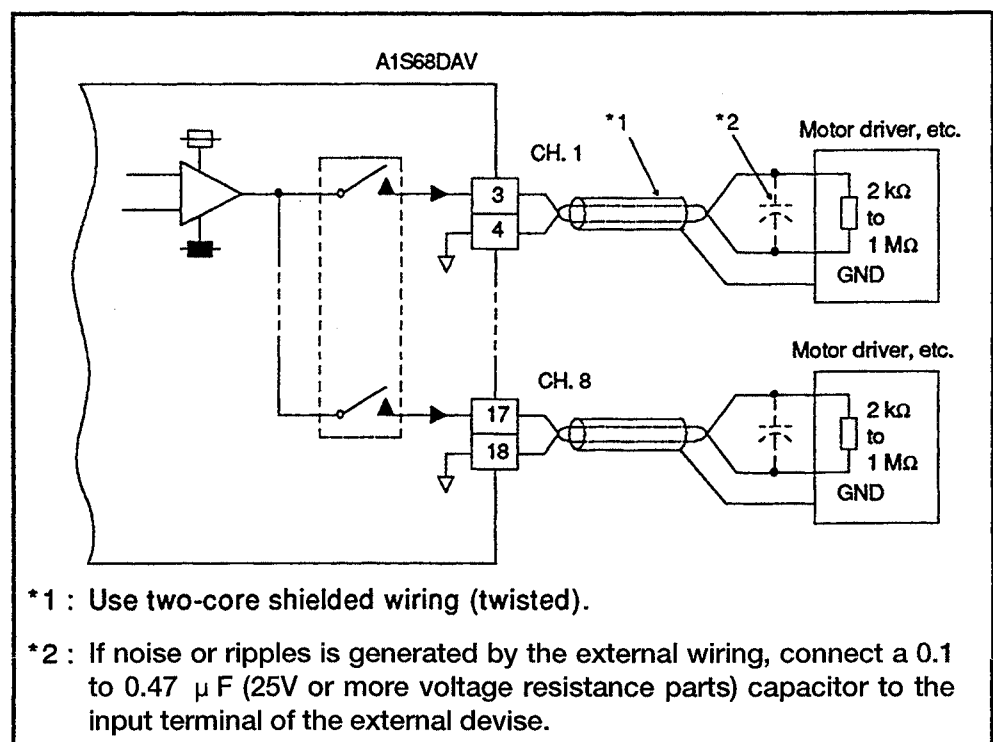 A1S68DAV
*1
*2
Motor driver, etc.
CH. 1
3
4
2 kΩ
to
1 MΩ
GND
Motor driver, etc.
CH. 8
17
18
2 kΩ
to
1 MΩ
GND
*1 : Use two-core shielded wiring (twisted).
*2 : If noise or ripples is generated by the external wiring, connect a 0.1
to 0.47 μ F (25V or more voltage resistance parts) capacitor to the
input terminal of the external devise.